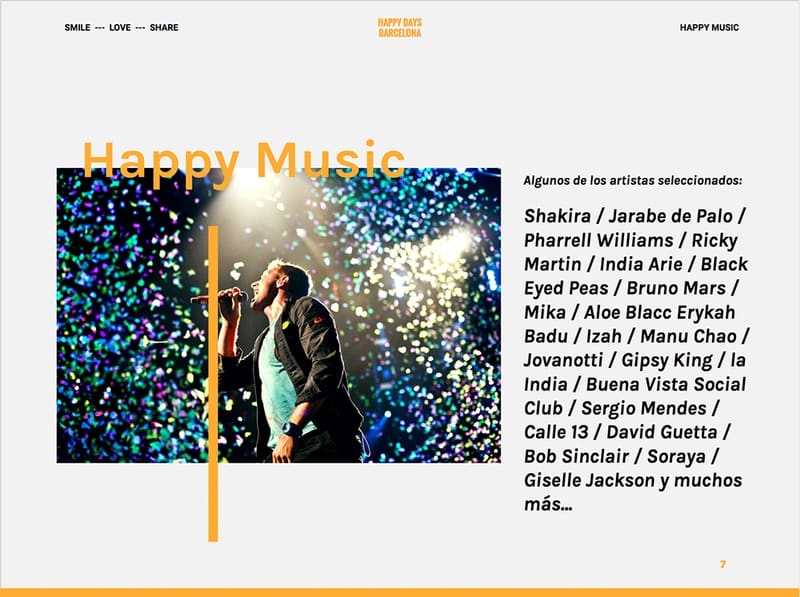 SMILE --- LOVE --- SHARE
HAPPY DAYS
BARCELONA
HAPPY MUSIC
Happy Music
Algunos de los artistas seleccionados:
Shakira / Jarabe de Palo /
Pharrell Williams / Ricky
Martin / India Arie / Black
Eyed Peas / Bruno Mars /
Mika / Aloe Blacc Erykah
Badu / Izah / Manu Chao /
Jovanotti / Gipsy King / la
India / Buena Vista Social
Club / Sergio Mendes /
Calle 13 / David Guetta /
Bob Sinclair / Soraya /
Giselle Jackson y muchos
más...
7